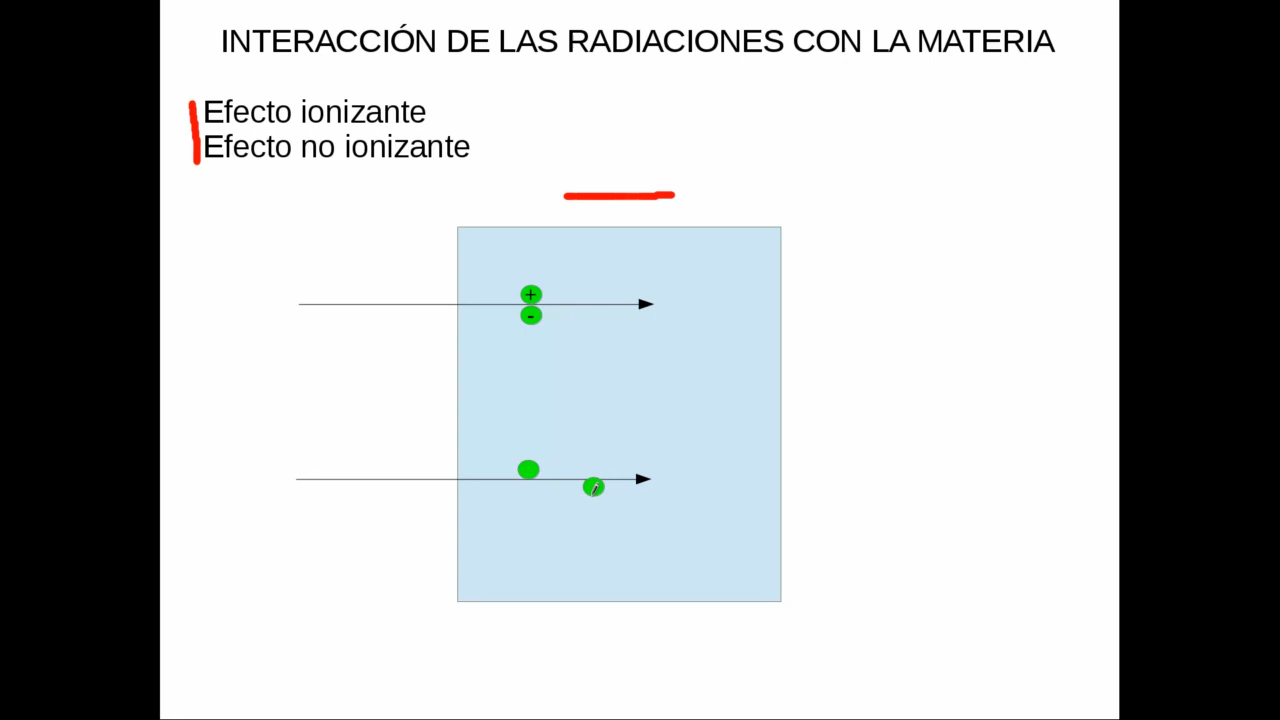 INTERACCIÓN DE LAS RADIACIONES CON LA MATERIA
Efecto ionizante
Efecto no ionizante
+
-